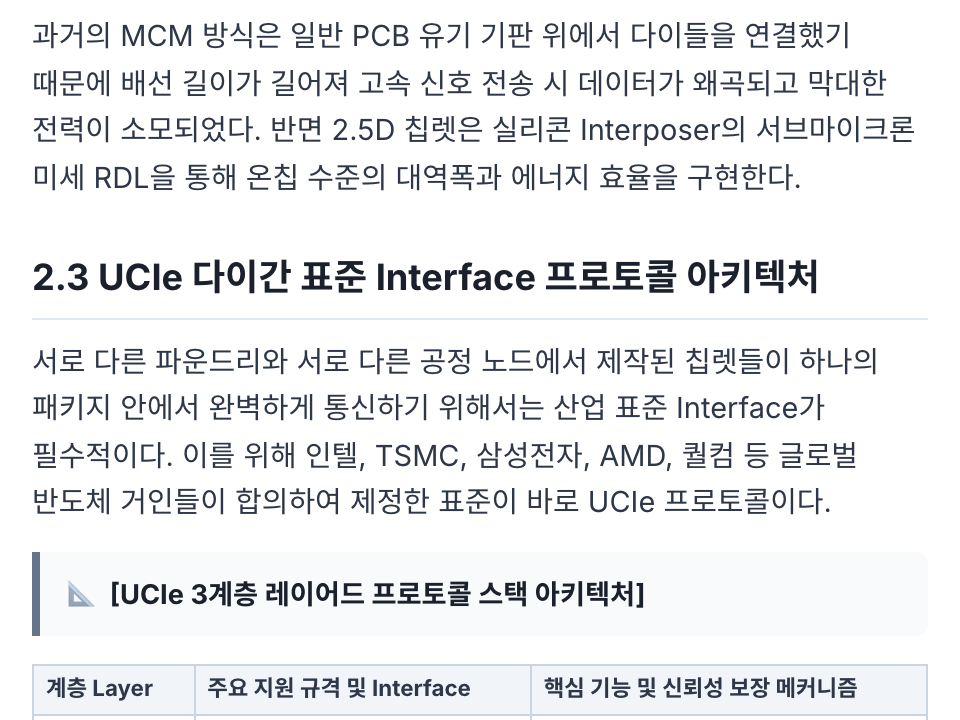 과거의 MCM 방식은 일반 PCB 유기 기판 위에서 다이들을 연결했기
때문에 배선 길이가 길어져 고속 신호 전송 시 데이터가 왜곡되고 막대한
전력이 소모되었다. 반면 2.5D 칩렛은 실리콘 Interposer의 서브마이크론
미세 RDL을 통해 온칩 수준의 대역폭과 에너지 효율을 구현한다.
2.3 UCIe 다이간 표준 Interface 프로토콜 아키텍처
서로 다른 파운드리와 서로 다른 공정 노드에서 제작된 칩렛들이 하나의
패키지 안에서 완벽하게 통신하기 위해서는 산업 표준 Interface가
필수적이다. 이를 위해 인텔, TSMC, 삼성전자, AMD, 퀄컴 등 글로벌
반도체 거인들이 합의하여 제정한 표준이 바로 UCIe 프로토콜이다.
[UCIe 3계층 레이어드 프로토콜 스택 아키텍처]
계층 Layer 주요 지원 규격 및 Interface 핵심 기능 및 신뢰성 보장 메커니즘